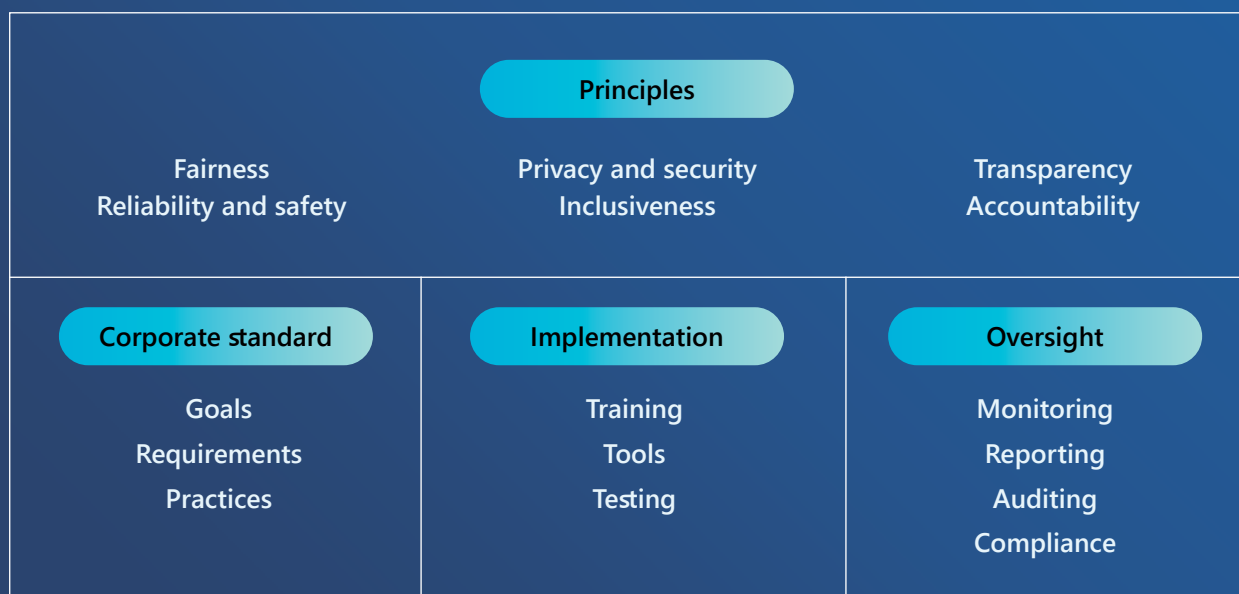 Principles
Fairness
Reliability and safety
Privacy and security
Inclusiveness
Transparency
Accountability
Corporate standard
Goals
Requirements
Practices
Implementation
Training
Tools
Testing
Oversight
Monitoring
Reporting
Auditing
Compliance